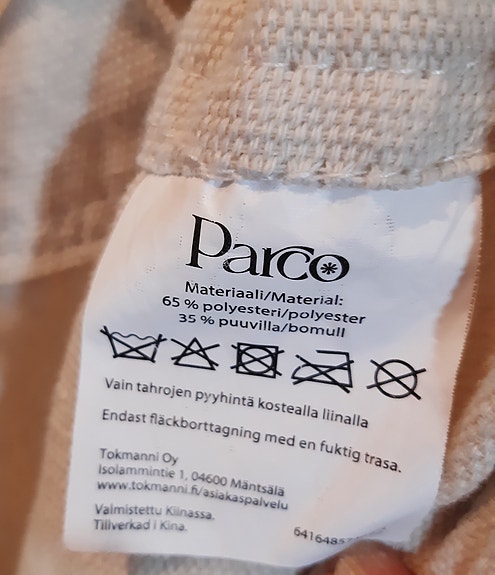 Parco
Materiaali/Material:
65 % polyesteri/polyester
35 % puuvilla/bomull
Vain tahrojen pyyhintä kostealla liinalla
Endast fläckborttagning med en fuktig trasa.
Tokmanni Oy
Isolammintie 1, 04600 Mäntsälä
www.tokmanni.fi/asiakaspalvelu
Valmistettu Kiinassa.
Tillverkad i Kina.